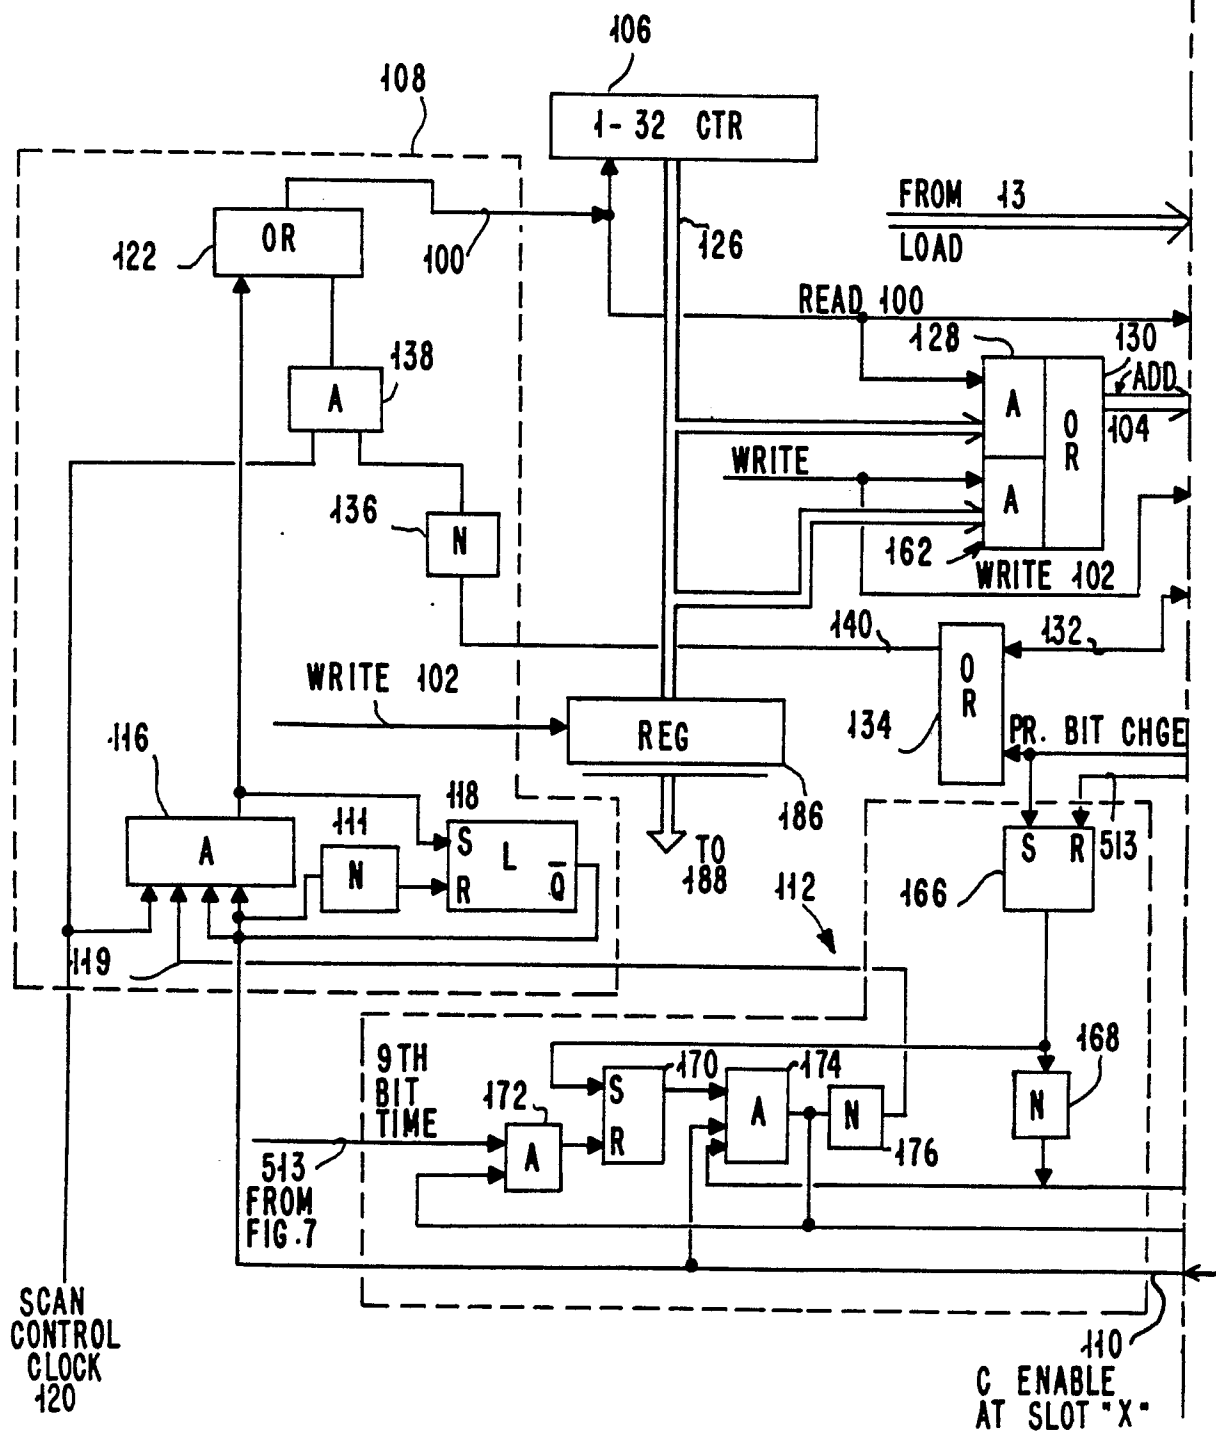 106
108
1-32 CTR
FROM 13
LOAD
OR
122
100
126
READ 100
128
130
ADD
138
A
A
O
R
104
WRITE
A
136
N
162
WRITE 102
140
132
O
R
WRITE 102
134
PR. BIT CHGE
REG
116
186
118
111
S
L
R
Q
A
N
TO
188
S R
513
166
112
119
168
9TH
BIT
TIME
170
174
172
S
R
A
N
N
A
176
513
FROM
FIG.7
SCAN
CONTROL
CLOCK
120
110
C ENABLE
AT SLOT "X"